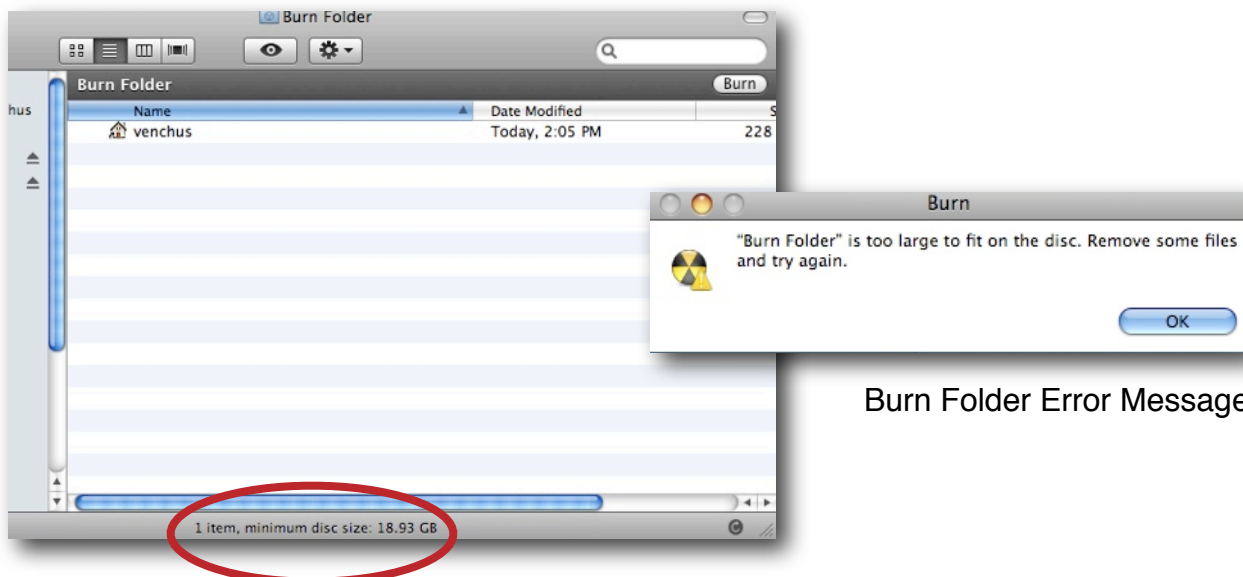 Burn Folder
Burn Folder
Burn
hus
Name
Date Modified
S
venchus
Today, 2:05 PM
228
Burn
“Burn Folder” is too large to fit on the disc. Remove some files
and try again.
OK
Burn Folder Error Message
1 item, minimum disc size: 18.93 GB